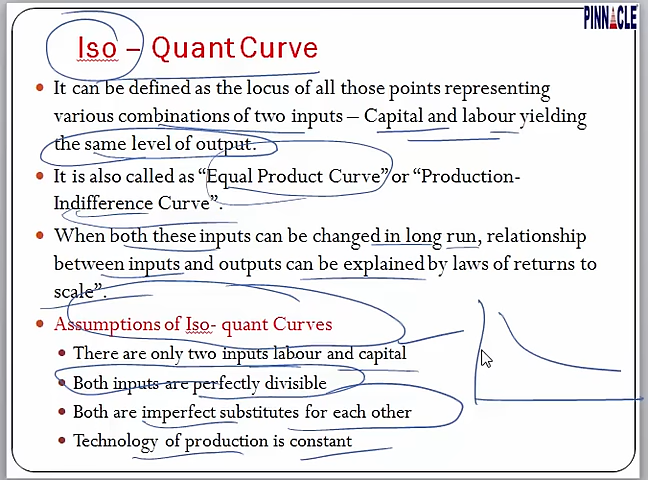 PINNACLE
Iso – Quant Curve
It can be defined as the locus of all those points representing
various combinations of two inputs – Capital and labour yielding
the same level of output.
It is also called as “Equal Product Curve” or “Production-
Indifference Curve”.
When both these inputs can be changed in long run, relationship
between inputs and outputs can be explained by laws of returns to
scale”.
Assumptions of Iso- quant Curves
There are only two inputs labour and capital
Both inputs are perfectly divisible
Both are imperfect substitutes for each other
Technology of production is constant